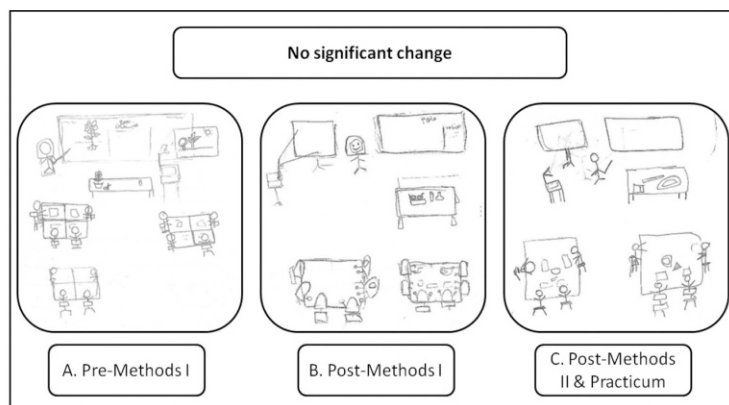 No significant change
A. Pre-Methods I
B. Post-Methods I
C. Post-Methods
II & Practicum